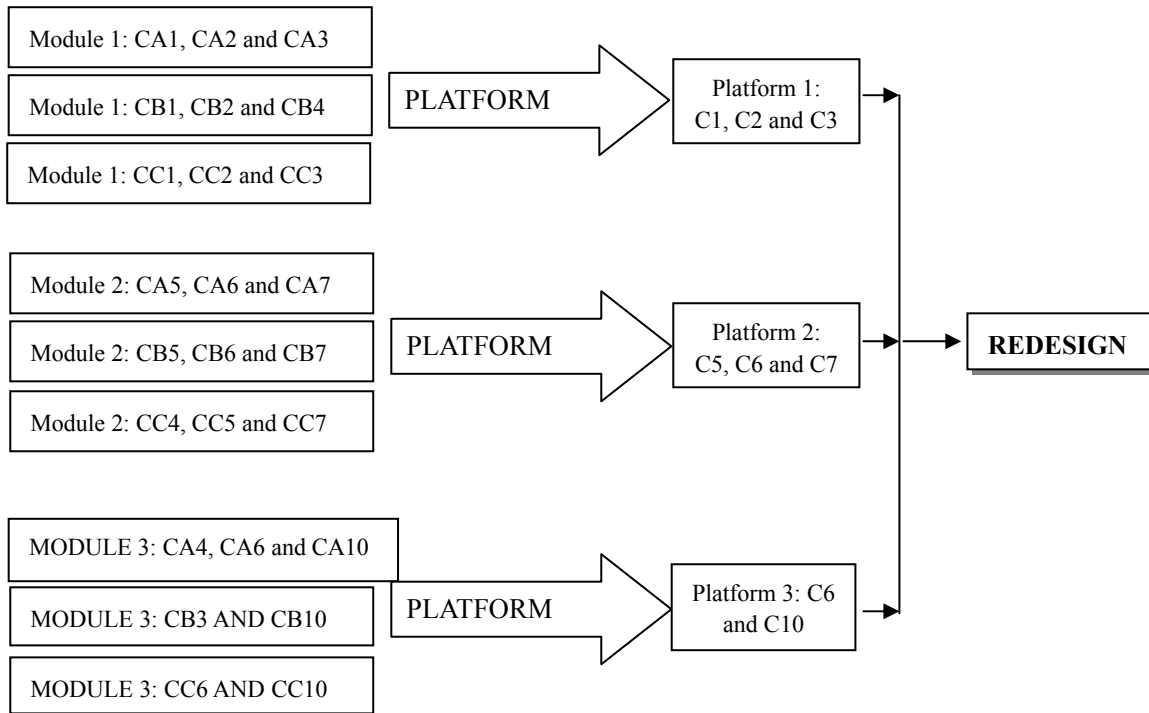 Module 1: CA1, CA2 and CA3
Module 1: CB1, CB2 and CB4
Module 1: CC1, CC2 and CC3
PLATFORM
Platform 1:
C1, C2 and C3
Module 2: CA5, CA6 and CA7
Module 2: CB5, CB6 and CB7
Module 2: CC4, CC5 and CC7
PLATFORM
Platform 2:
C5, C6 and C7
REDESIGN
MODULE 3: CA4, CA6 and CA10
MODULE 3: CB3 AND CB10
MODULE 3: CC6 AND CC10
PLATFORM
Platform 3: C6
and C10